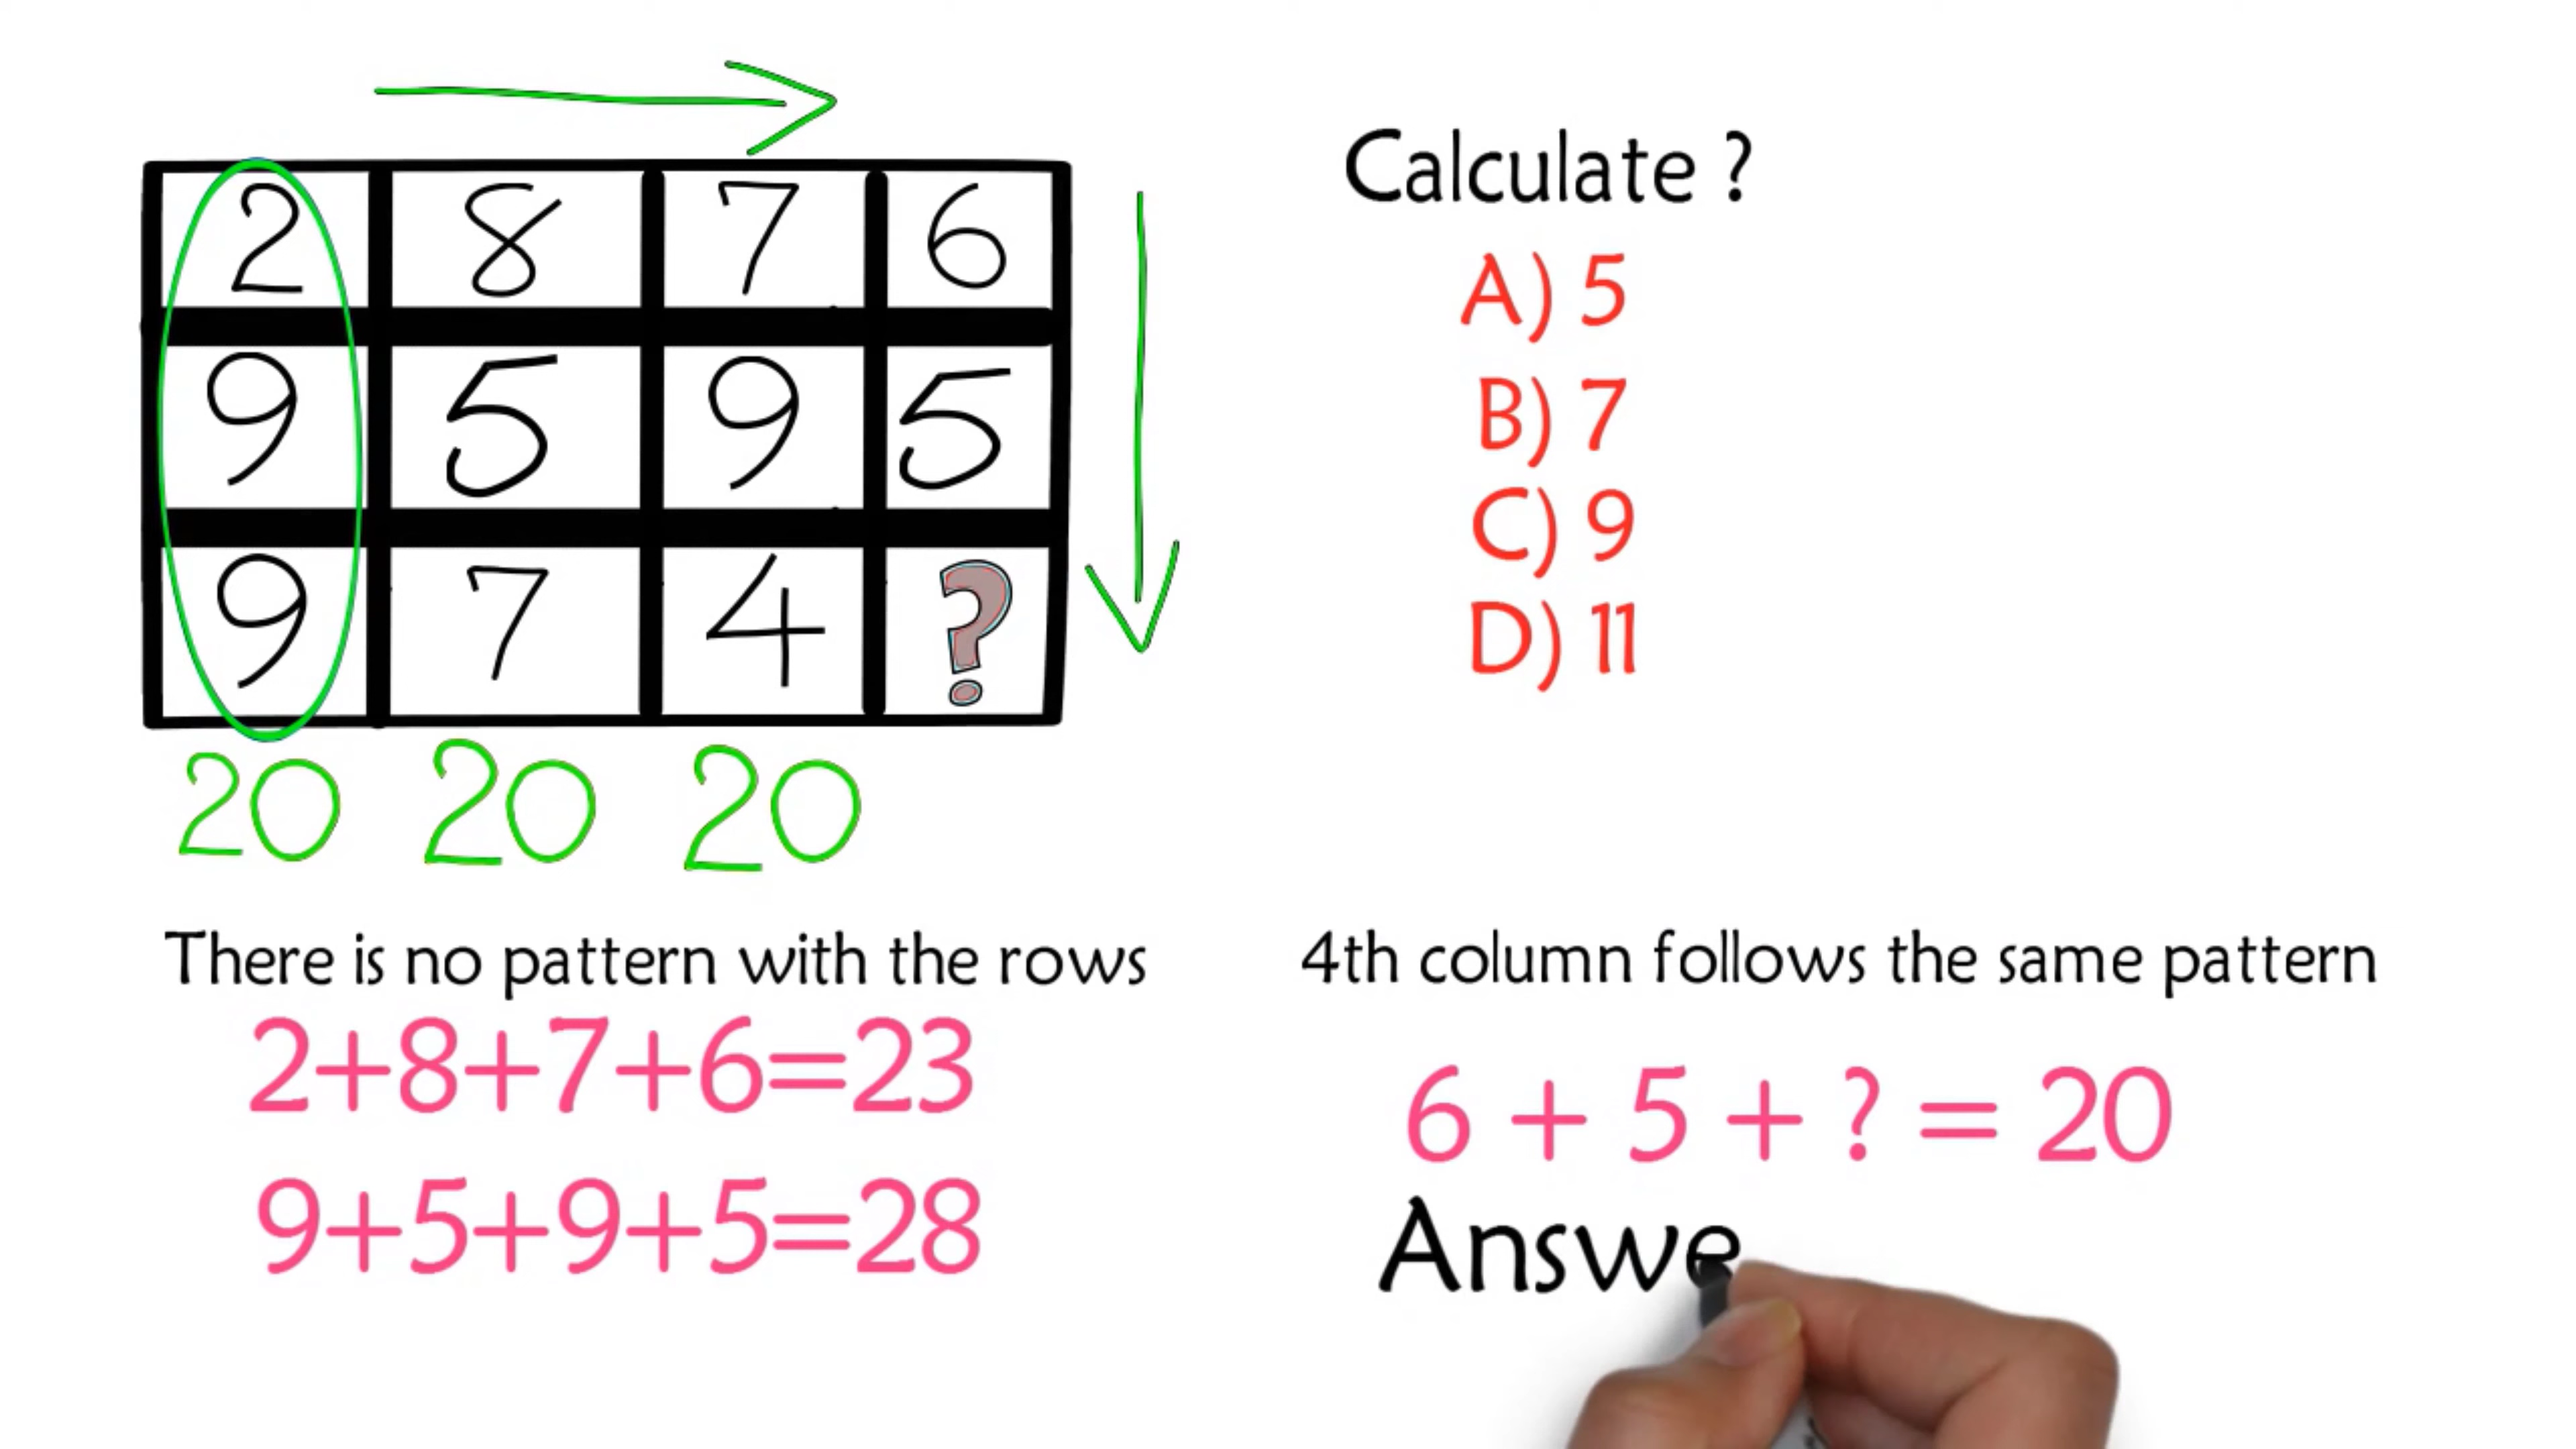 2 8 7 6
9 5 9 5
9 7 4 ?
20 20 20
Calculate ?
A) 5
B) 7
C) 9
D) 11
There is no pattern with the rows
2+8+7+6=23
9+5+9+5=28
4th column follows the same pattern
6 + 5 + ? = 20
Answe